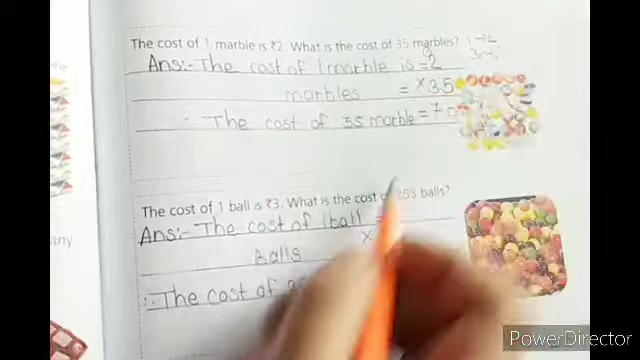 The cost of 1 marble is ₹2. What is the cost of 35 marbles?
Ans:- The cost of 1 marble is = 2
marbles = × 35
∴ The cost of 35 marble = 70
The cost of 1 ball is ₹3. What is the cost of 253 balls?
Ans:- The cost of 1 ball =
Balls ×
∴ The cost of
any
PowerDirector